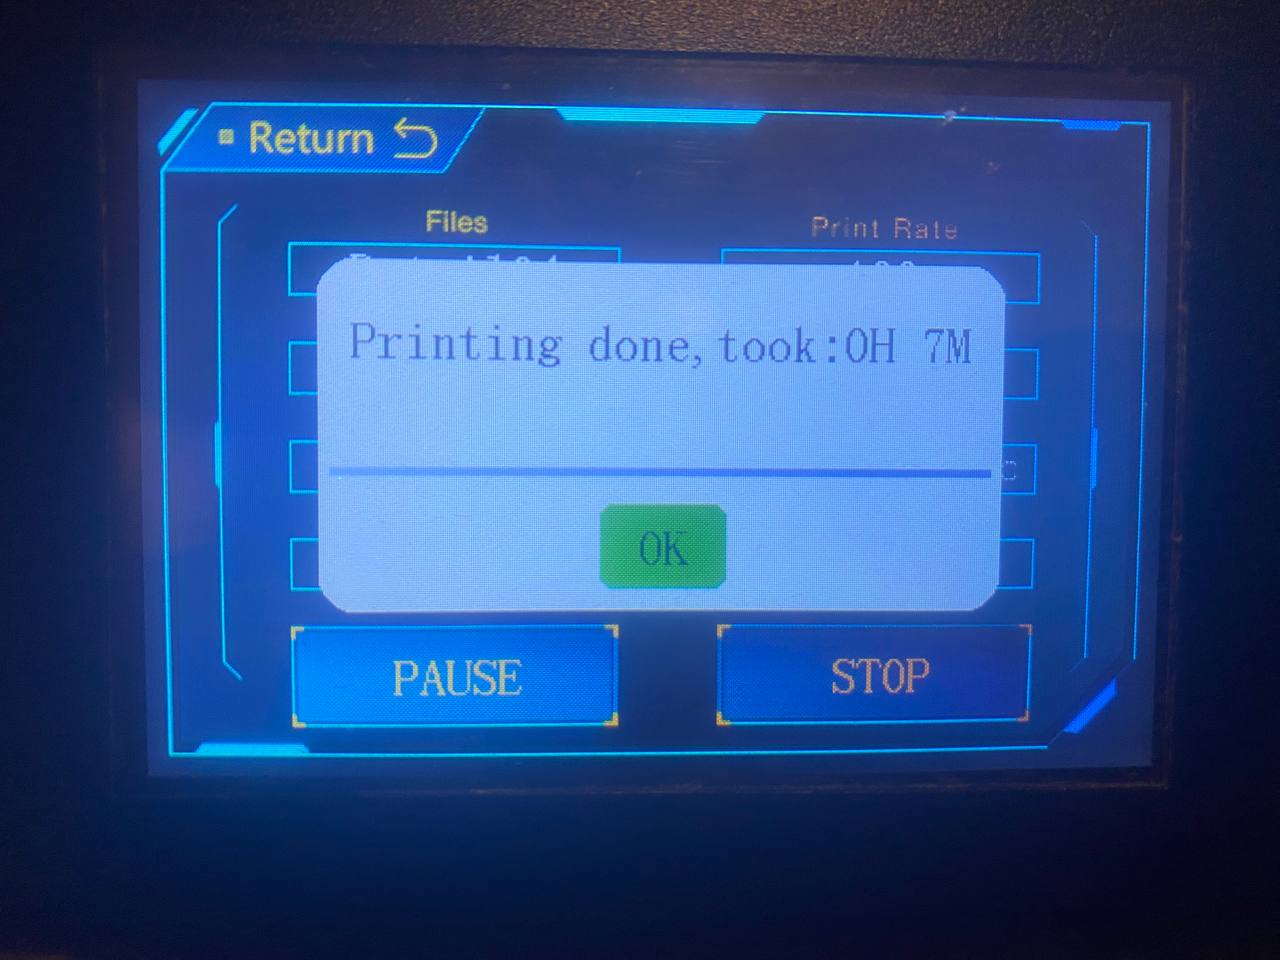 Return
Files
Print Rate
Printing done, took:0H 7M
OK
PAUSE
STOP